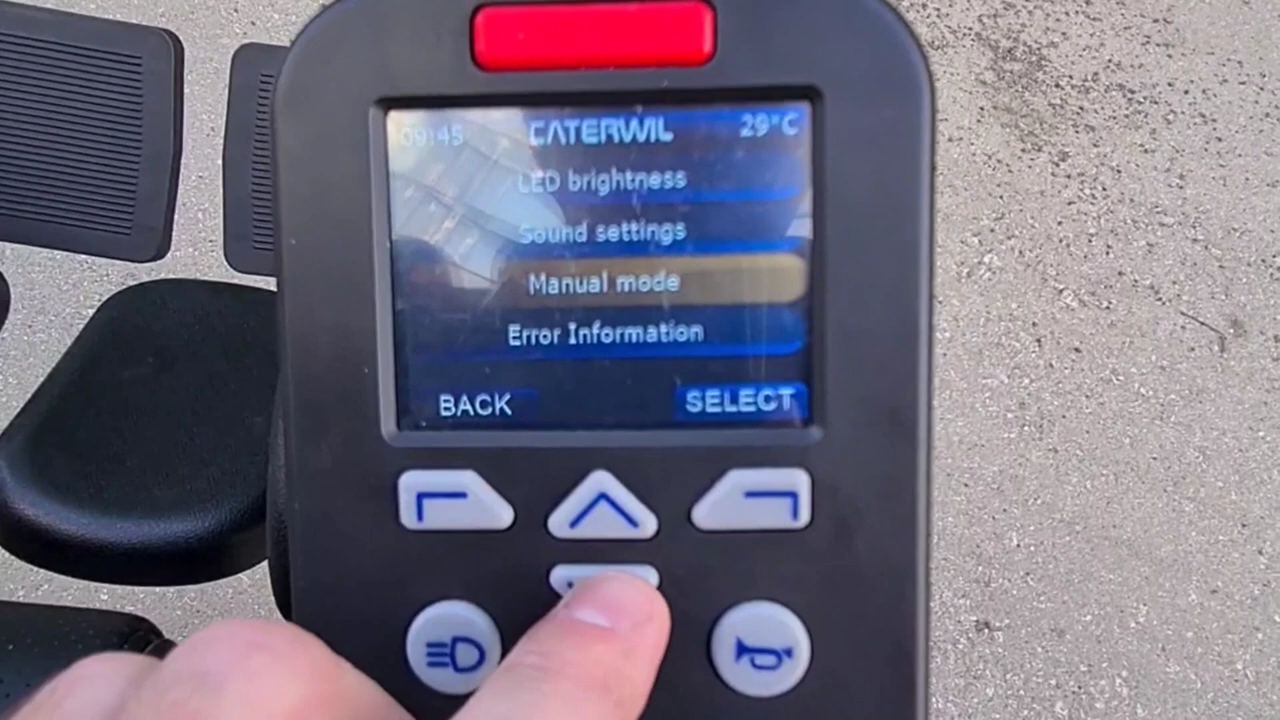 09:45 CATERWIL 29°C
LED brightness
Sound settings
Manual mode
Error Information
BACK SELECT